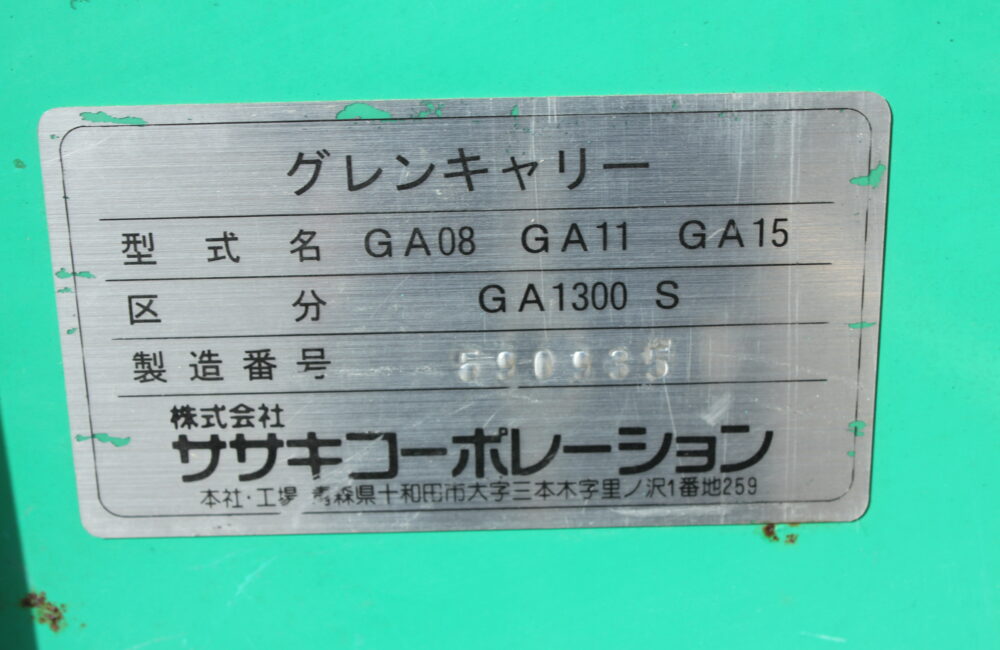 グレンキャリー
型式名 GA08 GA11 GA15
区分 GA1300 S
製造番号 590935
株式会社
ササキコーポレーション
本社・工場 青森県十和田市大字三本木字里ノ沢1番地259